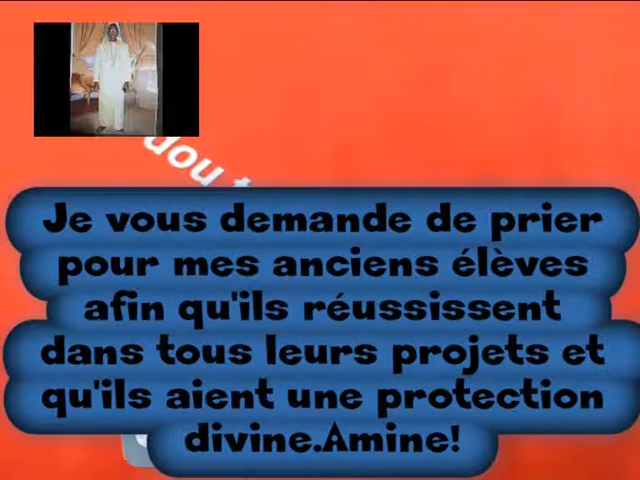 dou
Je vous demande de prier
pour mes anciens élèves
afin qu'ils réussissent
dans tous leurs projets et
qu'ils aient une protection
divine.Amine!